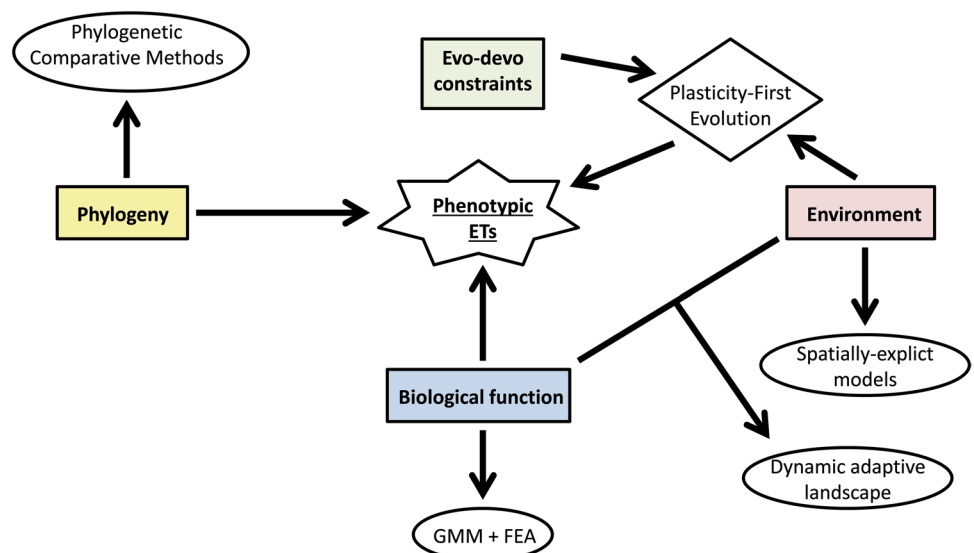 Phylogenetic
Comparative Methods
Evo-devo
constraints
Plasticity-First
Evolution
Phylogeny
Phenotypic
ETs
Environment
Spatially-explict
models
Biological function
Dynamic adaptive
landscape
GMM + FEA